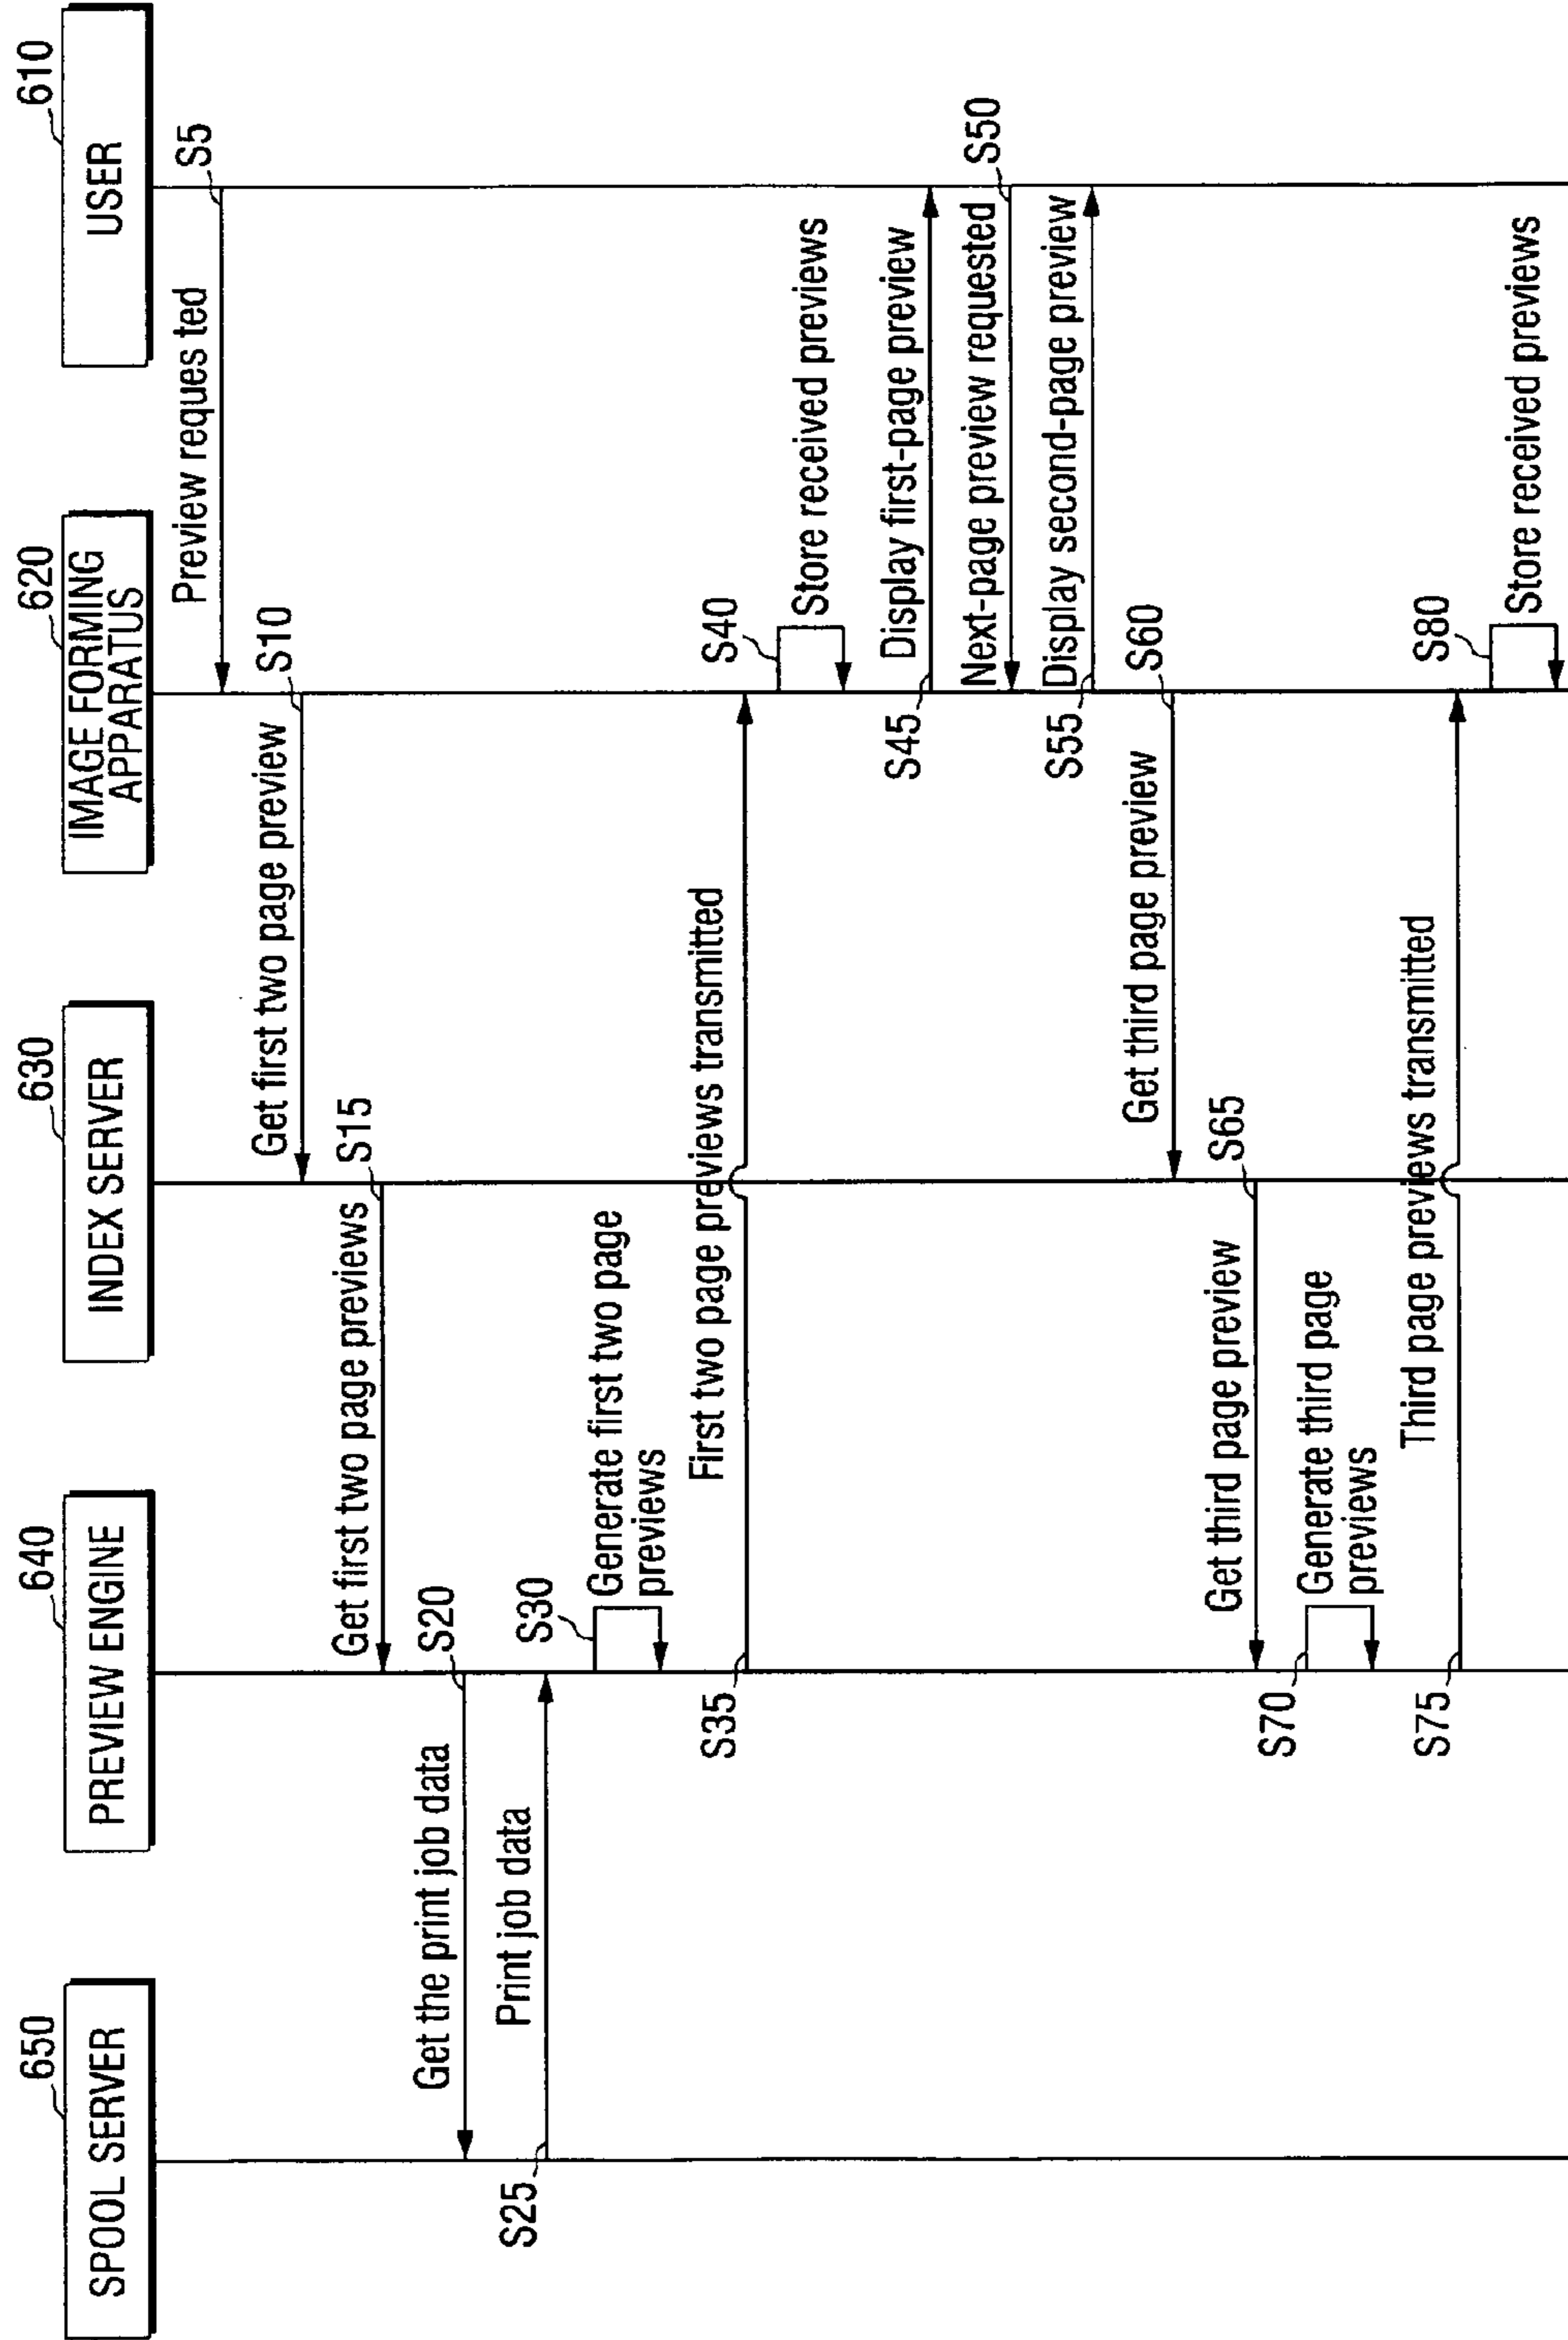 650
SPOOL SERVER
640
PREVIEW ENGINE
630
INDEX SERVER
620
IMAGE FORMING
APPARATUS
610
USER
S5
Preview reques ted
S10
Get first two page preview
S15
Get first two page previews
S20
Get the print job data
S25
Print job data
S30
Generate first two page
previews
S35
First two page previews transmitted
S40
Store received previews
S45
Display first-page preview
S50
Next-page preview requested
S55
Display second-page preview
S60
Get third page preview
S65
Get third page preview
S70
Generate third page
previews
S75
Third page previews transmitted
S80
Store received previews